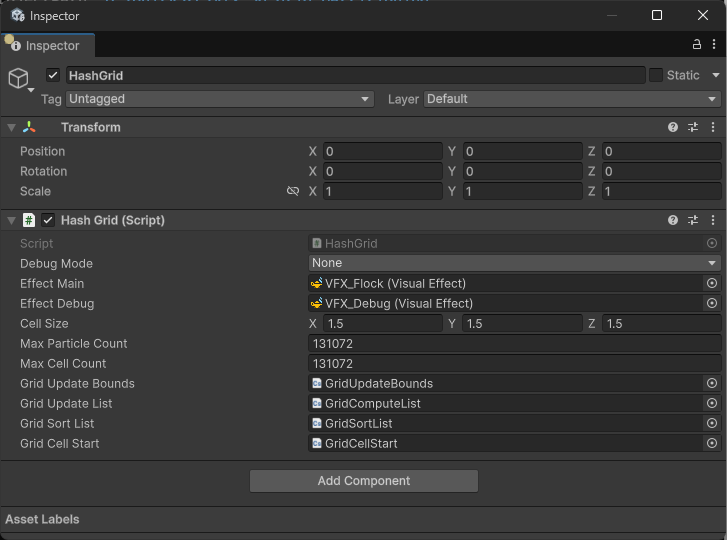 Inspector
Inspector
HashGrid Static
Tag Untagged Layer Default
Transform
Position X 0 Y 0 Z 0
Rotation X 0 Y 0 Z 0
Scale X 1 Y 1 Z 1
# Hash Grid (Script)
Script # HashGrid
Debug Mode None
Effect Main VFX_Flock (Visual Effect)
Effect Debug VFX_Debug (Visual Effect)
Cell Size X 1.5 Y 1.5 Z 1.5
Max Particle Count 131072
Max Cell Count 131072
Grid Update Bounds GridUpdateBounds
Grid Update List GridComputeList
Grid Sort List GridSortList
Grid Cell Start GridCellStart
Add Component
Asset Labels